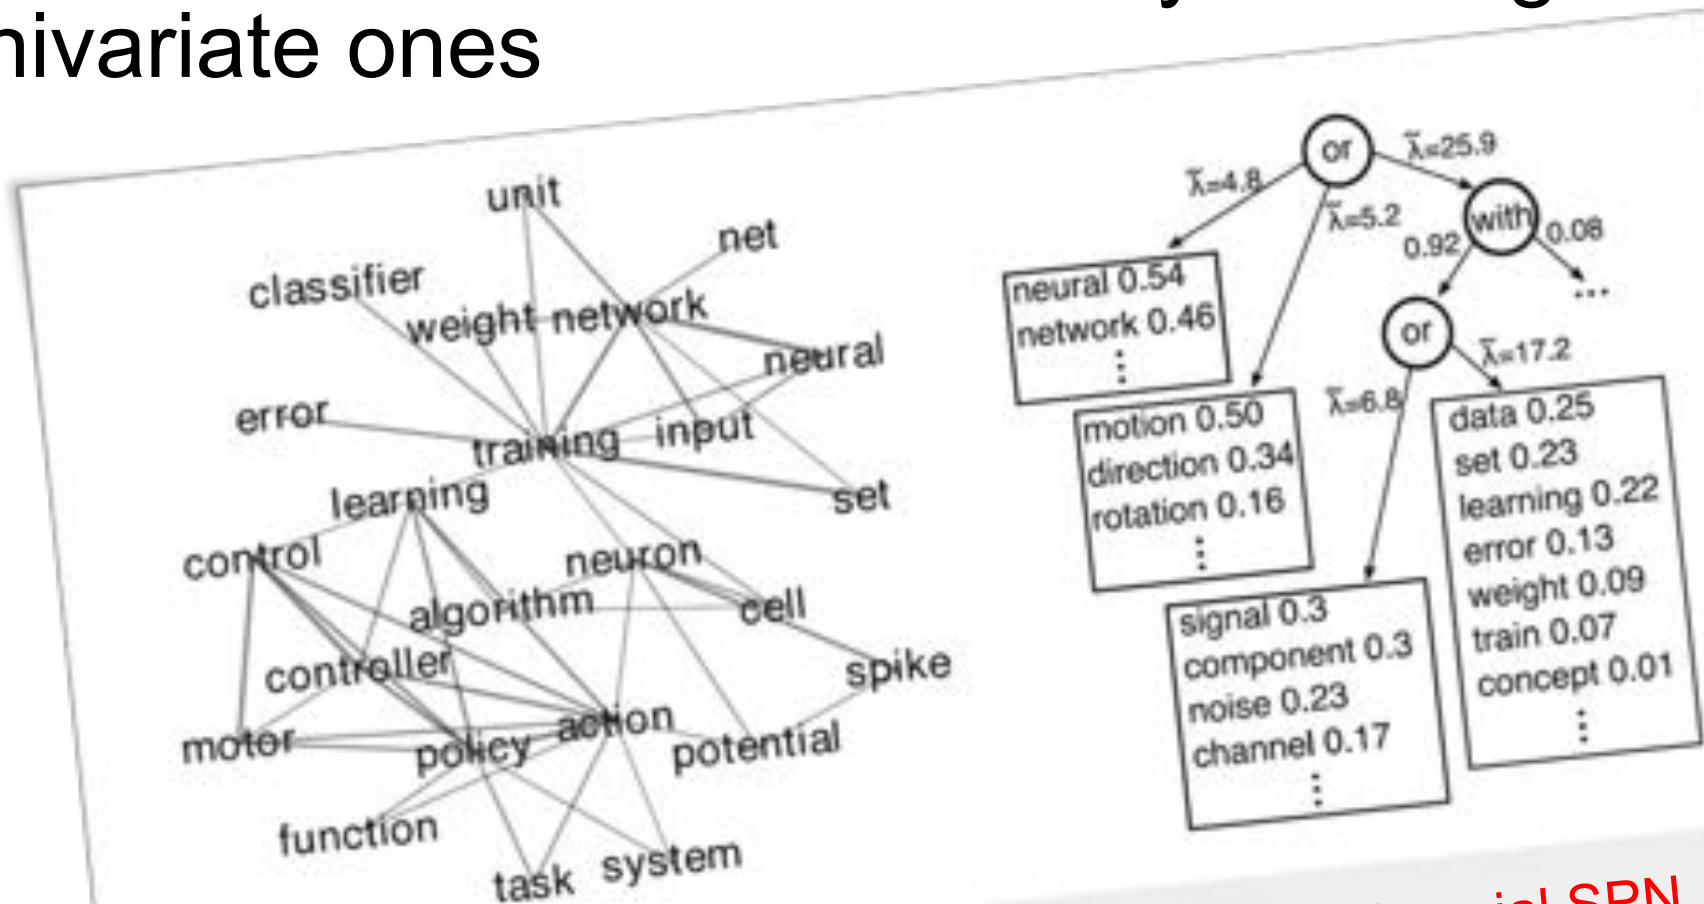 nivariate ones
unit
net
classifier
weight network
neural
error
training input
set
learning
control
neuron
algorithm
cell
controller
spike
motor
policy action
potential
function
task system
or
λ̅=4.8
λ̅=25.9
λ̅=5.2
with
0.92
0.08
...
neural 0.54
network 0.46
⋮
or
λ̅=6.8
λ̅=17.2
motion 0.50
direction 0.34
rotation 0.16
⋮
signal 0.3
component 0.3
noise 0.23
channel 0.17
⋮
data 0.25
set 0.23
learning 0.22
error 0.13
weight 0.09
train 0.07
concept 0.01
⋮
SPN